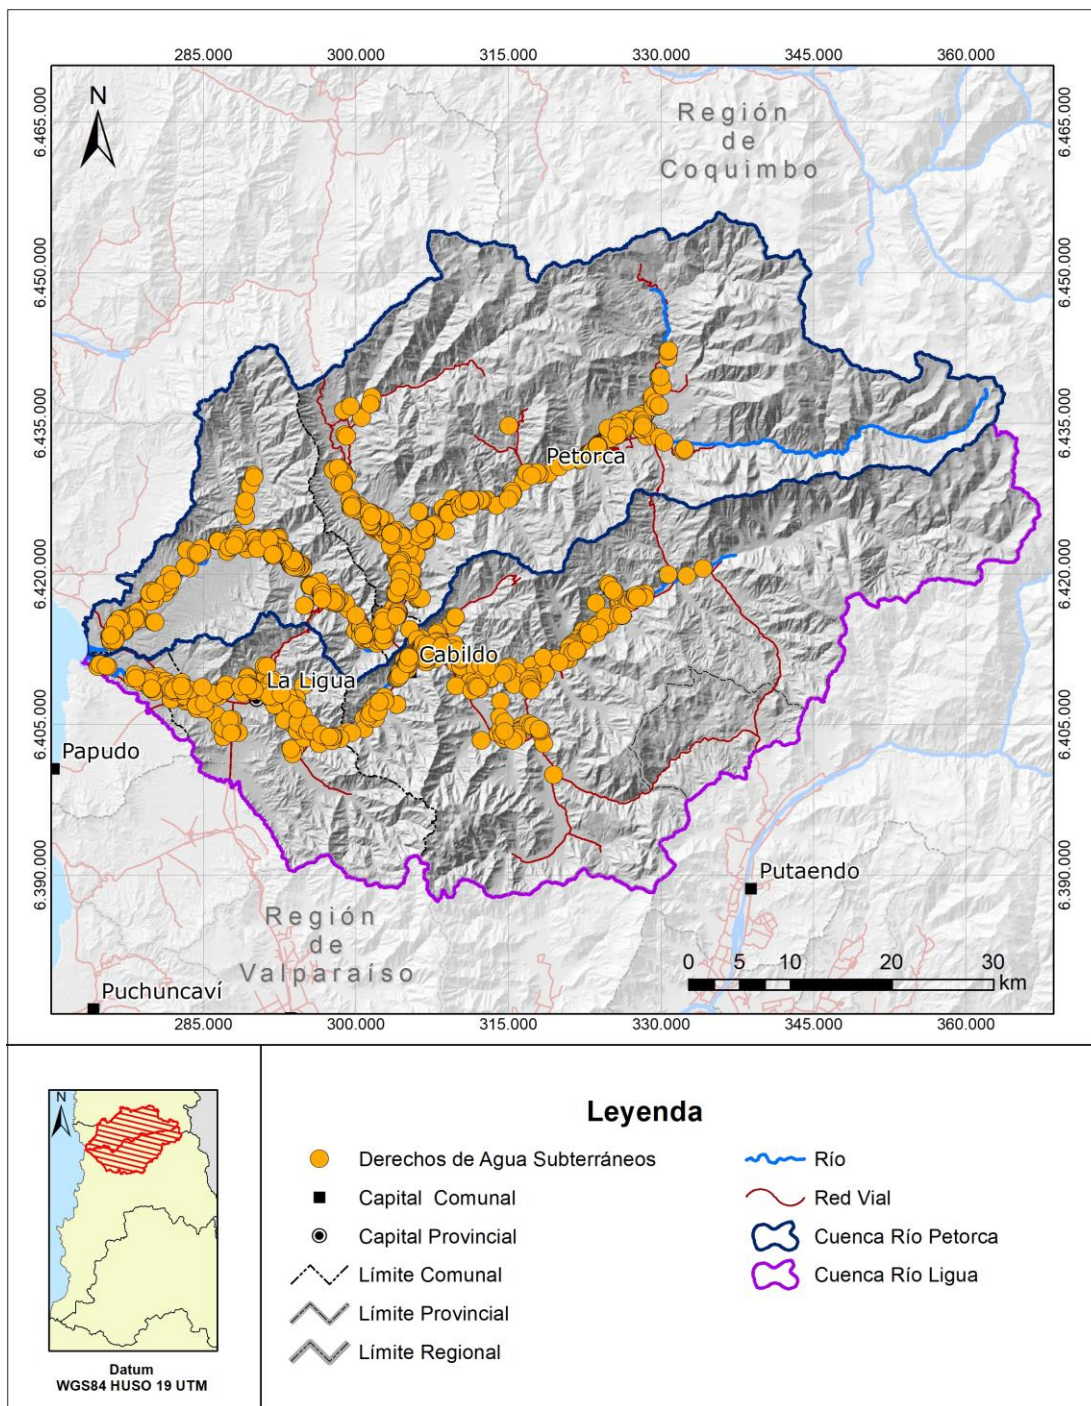 285.000 300.000 315.000 330.000 345.000 360.000
6.465.000 6.465.000
N
Región
de
Coquimbo
6.450.000 6.450.000
6.435.000 6.435.000
Petorca
6.420.000 6.420.000
Cabildo
La Ligua
6.405.000 6.405.000
Papudo
6.390.000 6.390.000
Putaendo
Región
de
Valparaíso
0 5 10 20 30
km
Puchuncaví
285.000 300.000 315.000 330.000 345.000 360.000
N
Datum
WGS84 HUSO 19 UTM
Leyenda
Derechos de Agua Subterráneos
Capital Comunal
Capital Provincial
Límite Comunal
Límite Provincial
Límite Regional
Río
Red Vial
Cuenca Río Petorca
Cuenca Río Ligua